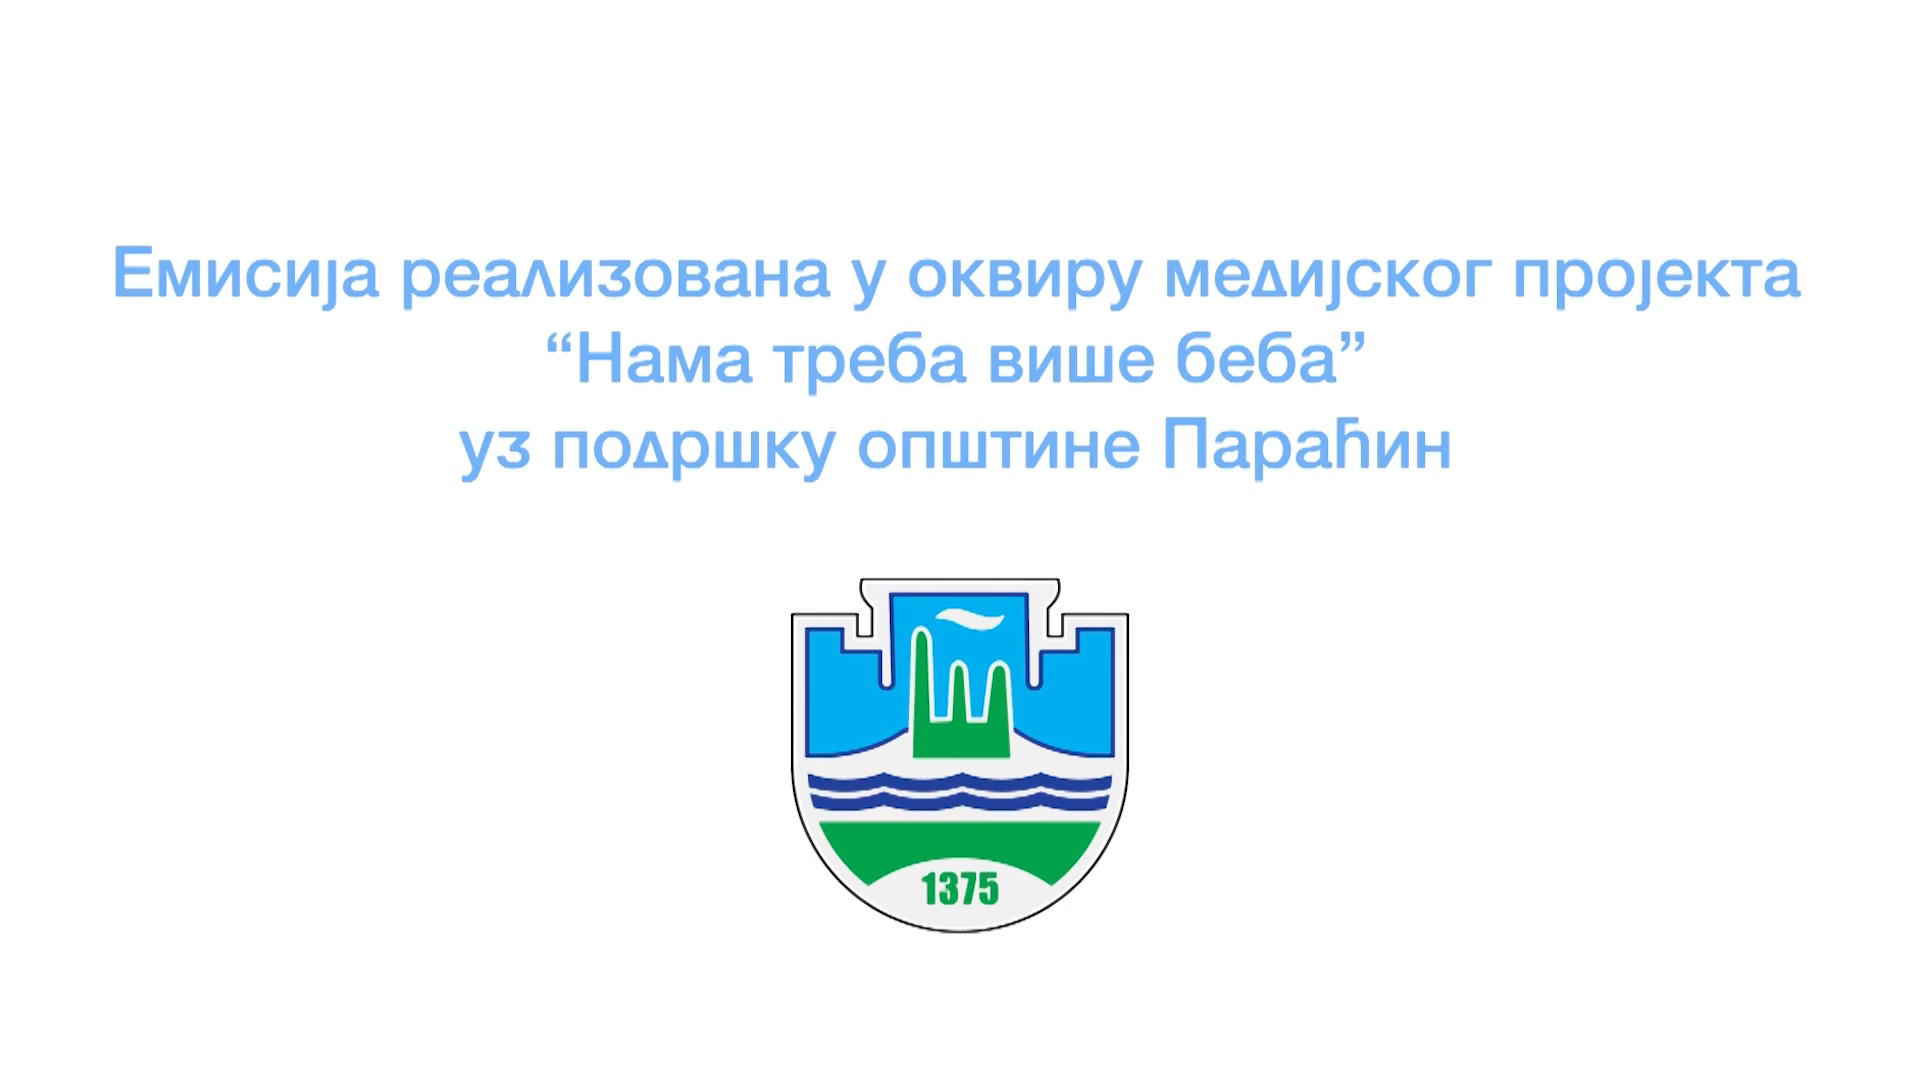 Емисија реализована у оквиру медијског пројекта
“Нама треба више беба”
уз подршку општине Параћин
1375